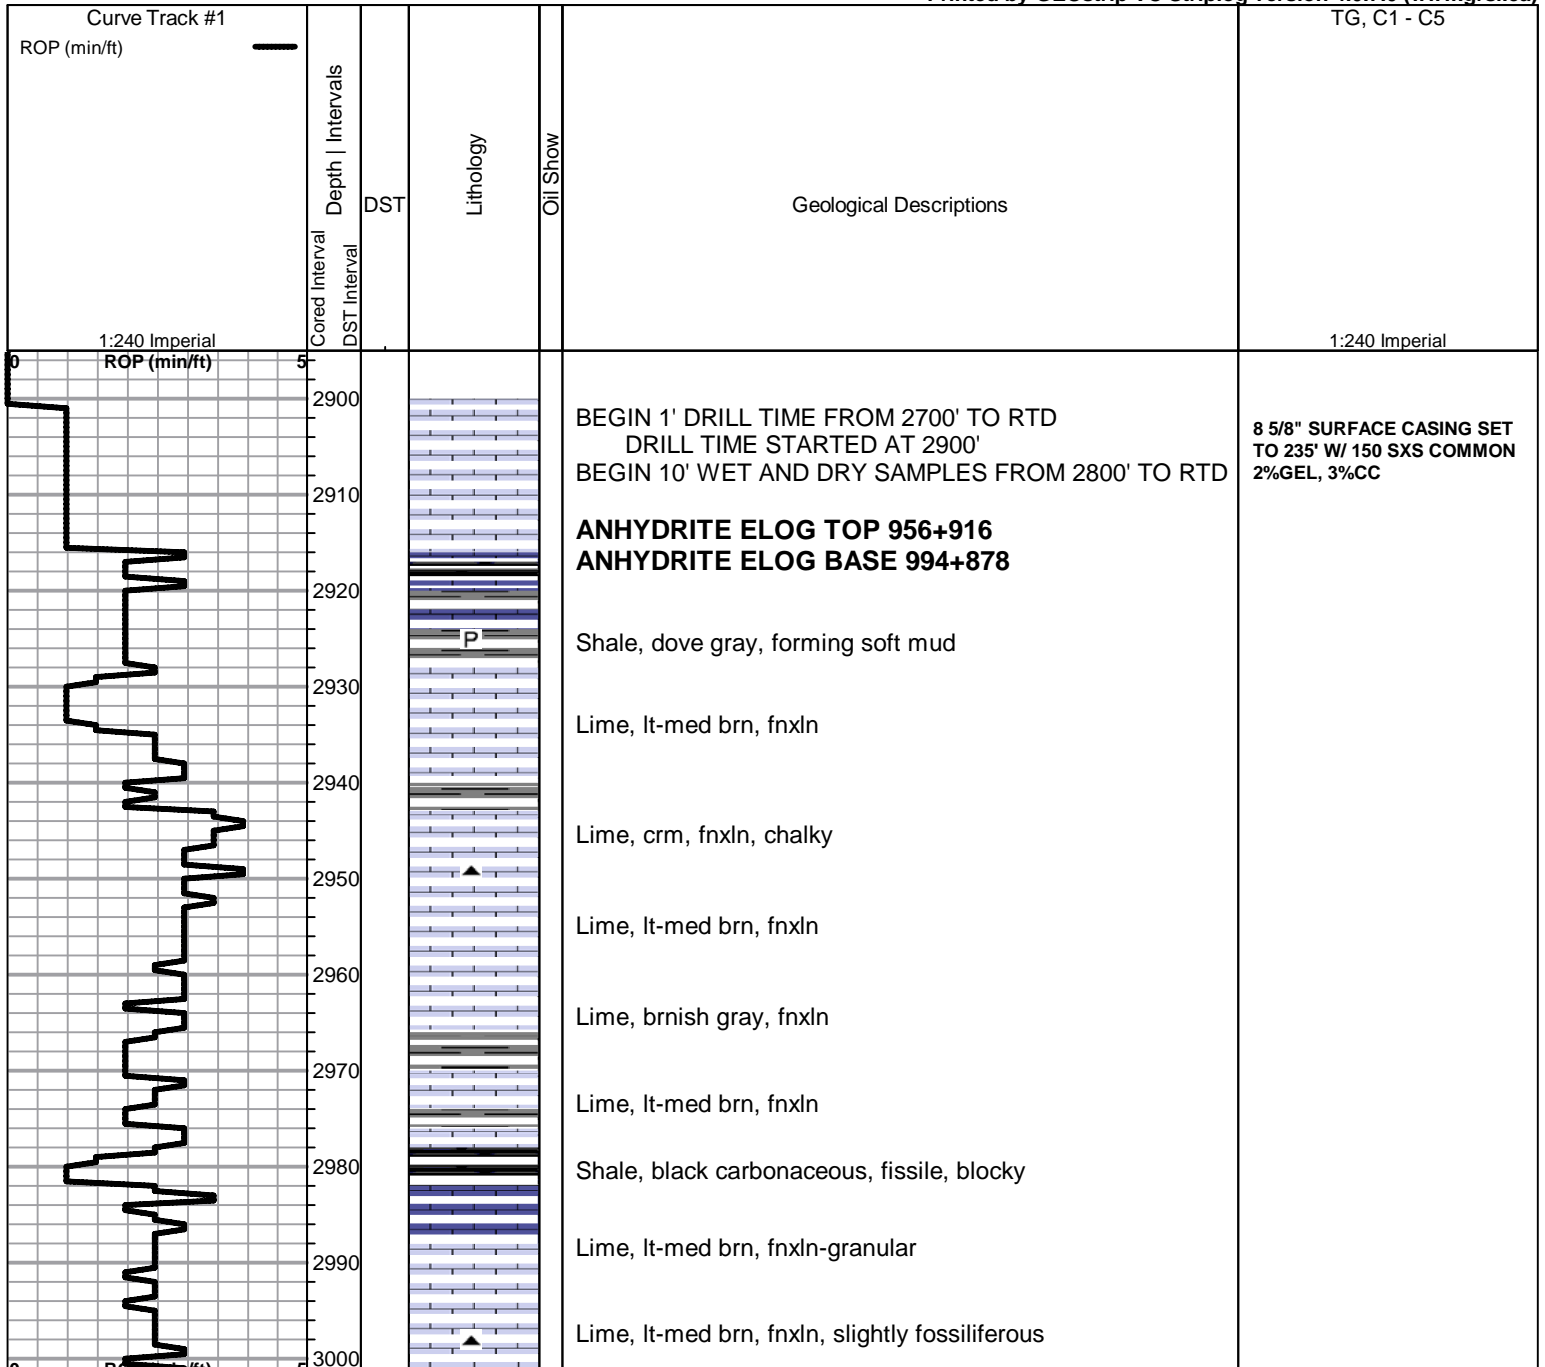 Curve Track #1
ROP (min/ft)
TG, C1 - C5
Depth | Intervals
Cored Interval
DST Interval
DST
Lithology
Oil Show
Geological Descriptions
1:240 Imperial
1:240 Imperial
0 ROP (min/ft) 5
2900
BEGIN 1' DRILL TIME FROM 2700' TO RTD
DRILL TIME STARTED AT 2900'
BEGIN 10' WET AND DRY SAMPLES FROM 2800' TO RTD
8 5/8" SURFACE CASING SET
TO 235' W/ 150 SXS COMMON
2%GEL, 3%CC
2910
ANHYDRITE ELOG TOP 956+916
ANHYDRITE ELOG BASE 994+878
2920
P
Shale, dove gray, forming soft mud
2930
Lime, lt-med brn, fnxln
2940
Lime, crm, fnxln, chalky
2950
Lime, lt-med brn, fnxln
2960
Lime, brnish gray, fnxln
2970
Lime, lt-med brn, fnxln
2980
Shale, black carbonaceous, fissile, blocky
2990
Lime, lt-med brn, fnxln-granular
Lime, lt-med brn, fnxln, slightly fossiliferous
3000